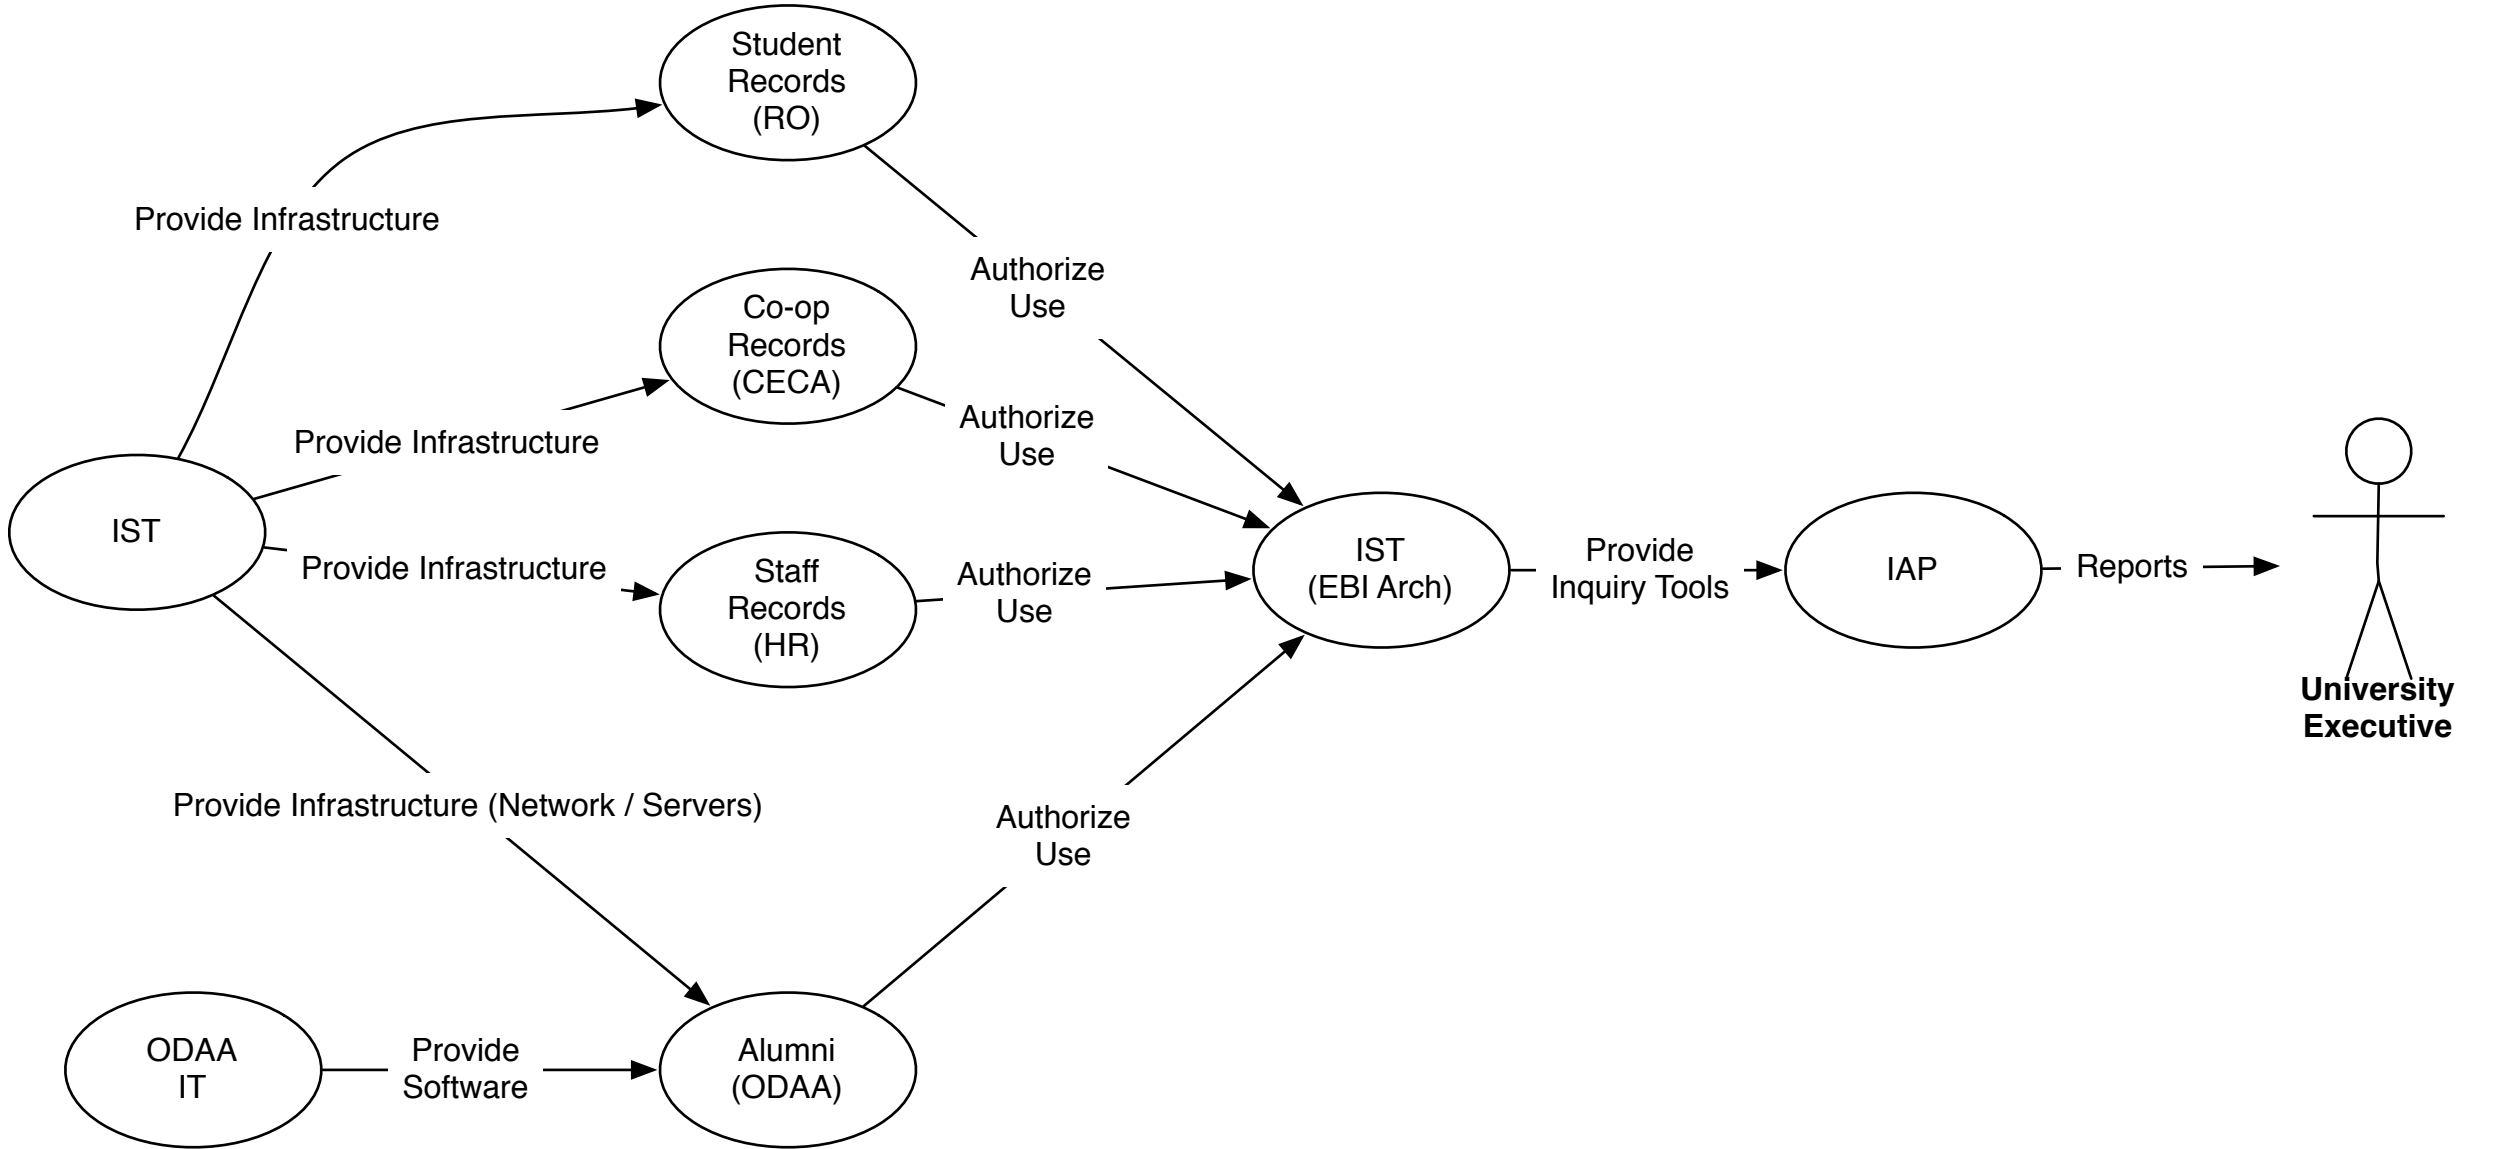 Student
Records
(RO)
Provide Infrastructure
Authorize
Use
Co-op
Records
(CECA)
Provide Infrastructure
Authorize
Use
IST
Provide Infrastructure
Staff
Records
(HR)
Authorize
Use
IST
(EBI Arch)
Provide
Inquiry Tools
IAP
Reports
University
Executive
Provide Infrastructure (Network / Servers)
Authorize
Use
ODAA
IT
Provide
Software
Alumni
(ODAA)